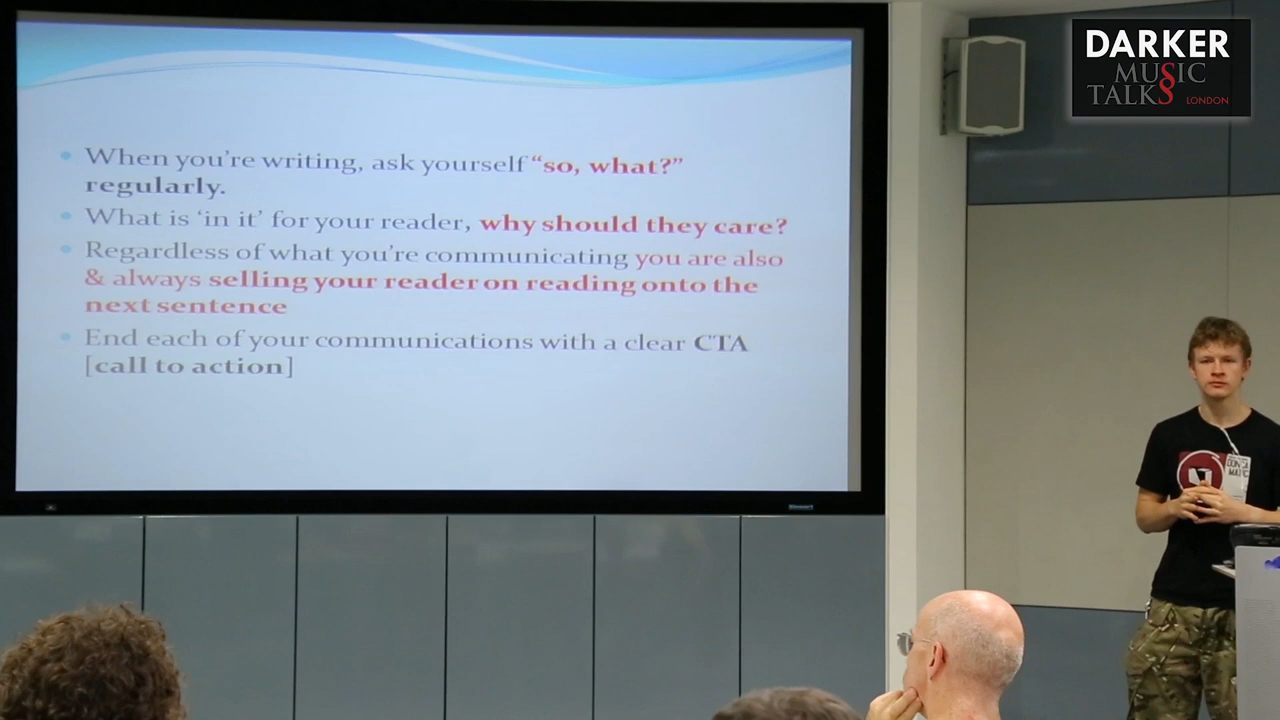 DARKER
MUSIC
TALKS LONDON
When you're writing, ask yourself “so, what?”
regularly.
What is ‘in it’ for your reader, why should they care?
Regardless of what you're communicating you are also
& always selling your reader on reading onto the
next sentence
End each of your communications with a clear CTA
[call to action]
Stewart